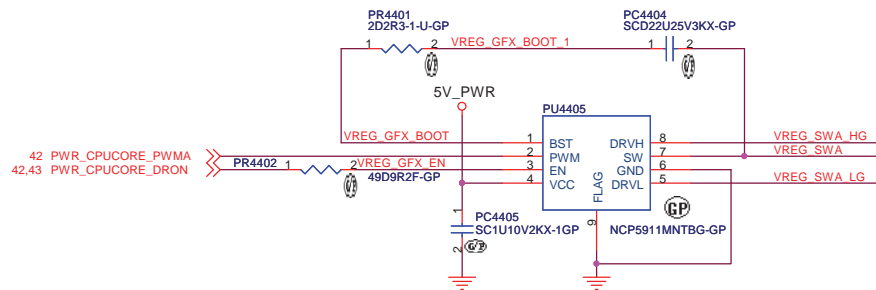 PR4401
2D2R3-1-U-GP
PC4404
SCD22U25V3KX-GP
1
2
VREG_GFX_BOOT_1
1
2
5V_PWR
PU4405
VREG_GFX_BOOT
1
BST
DRVH
8
VREG_SWA_HG
42 PWR_CPUCORE_PWMA
2
PWM
SW
7
VREG_SWA
42,43 PWR_CPUCORE_DRON
PR4402
1
2
VREG_GFX_EN
3
EN
GND
6
49D9R2F-GP
4
VCC
DRVL
5
VREG_SWA_LG
FLAG
9
GP
NCP5911MNTBG-GP
1
PC4405
SC1U10V2KX-1GP
2